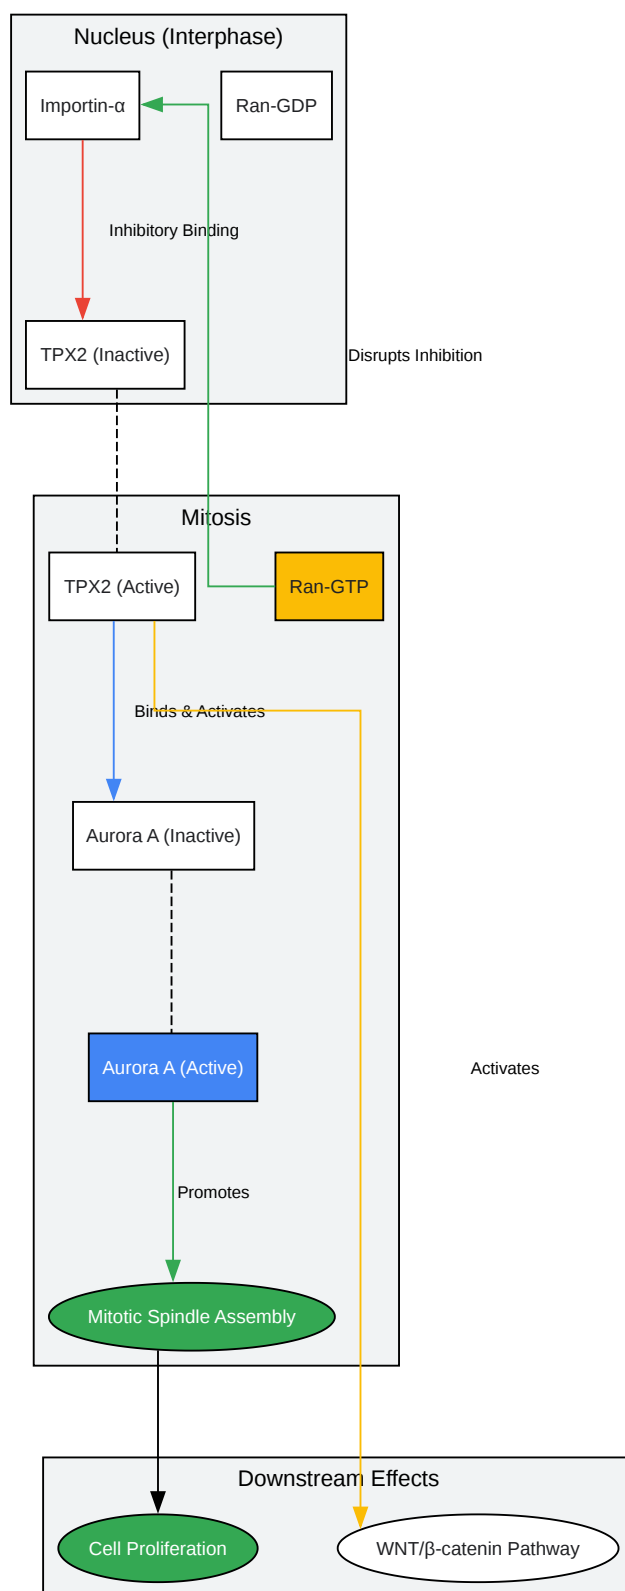 Nucleus (Interphase)
Importin-α
Ran-GDP
Inhibitory Binding
TPX2 (Inactive)
Disrupts Inhibition
Mitosis
TPX2 (Active)
Ran-GTP
Binds & Activates
Aurora A (Inactive)
Aurora A (Active)
Activates
Promotes
Mitotic Spindle Assembly
Downstream Effects
Cell Proliferation
WNT/β-catenin Pathway